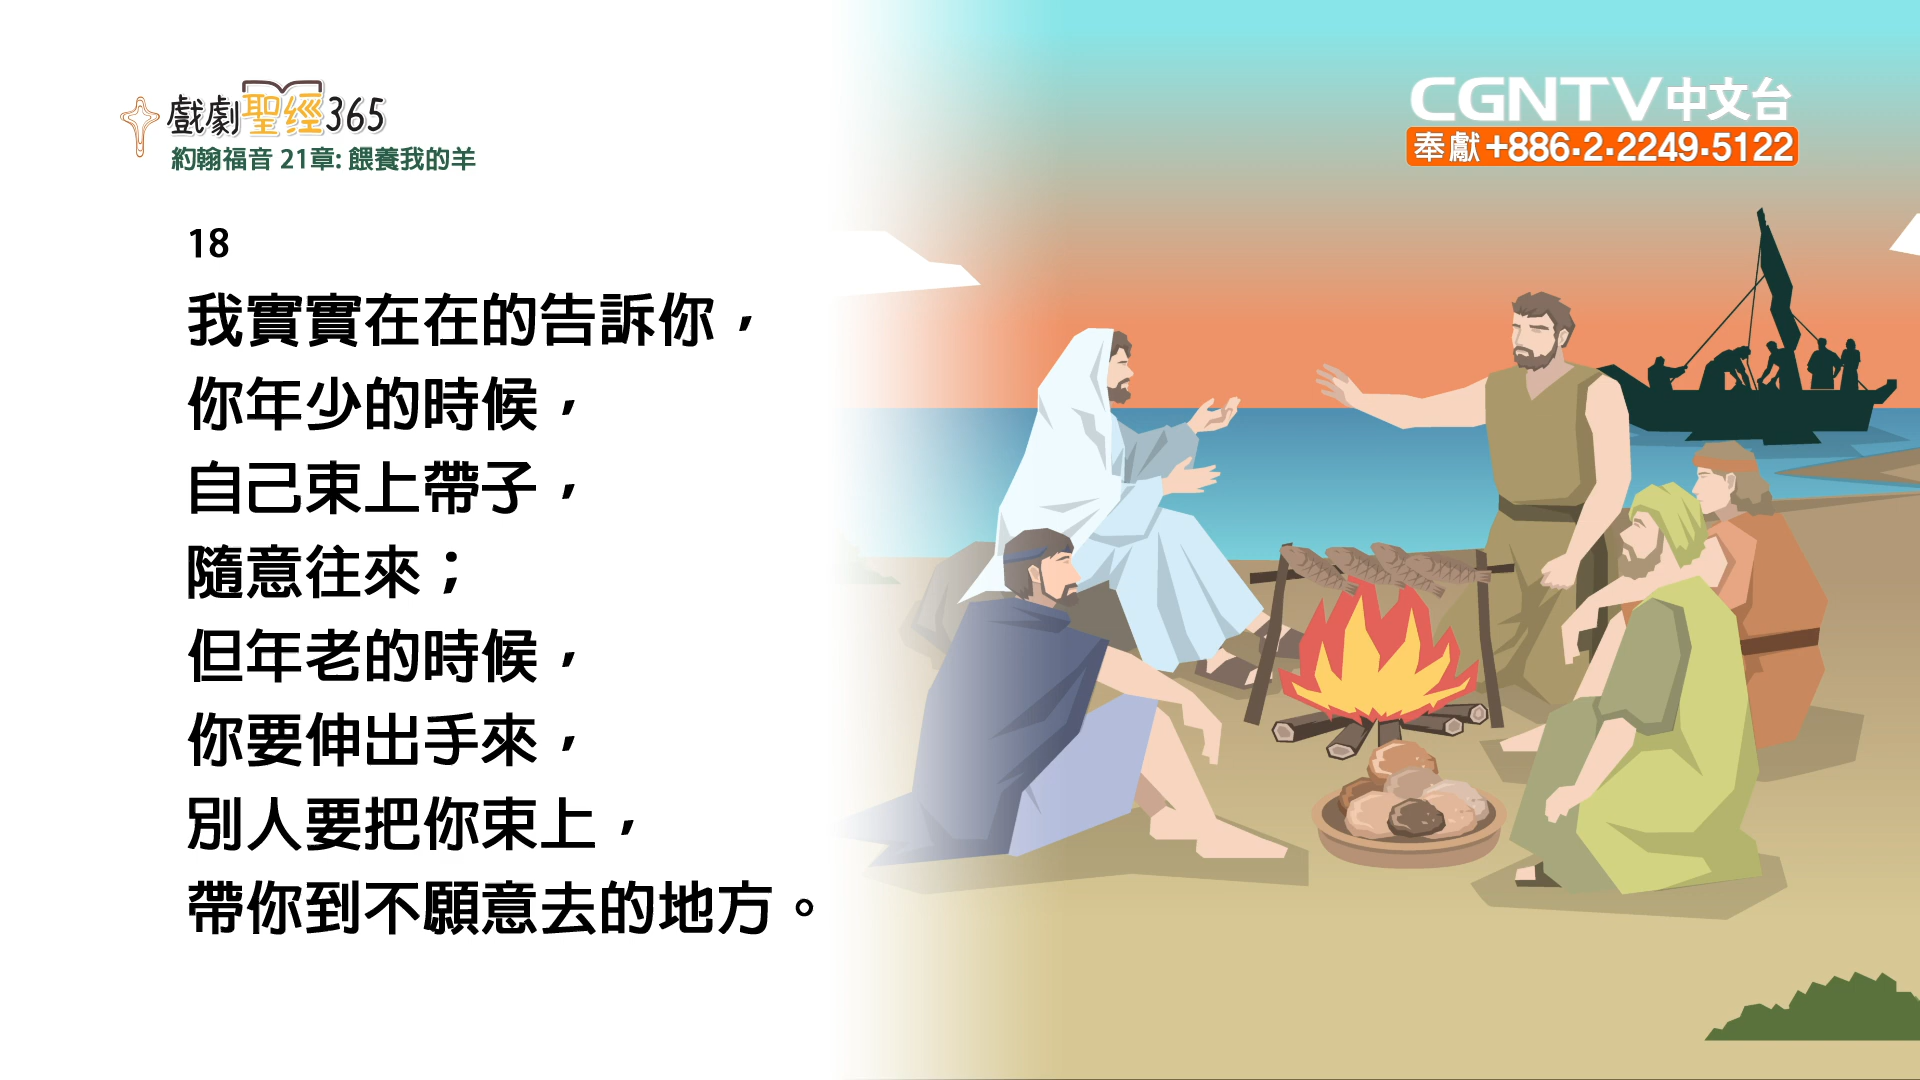 戲劇聖經365
約翰福音 21章: 餵養我的羊
CGNTV中文台
奉獻 +886·2·2249·5122
18
我實實在在的告訴你，
你年少的時候，
自己束上帶子，
隨意往來；
但年老的時候，
你要伸出手來，
別人要把你束上，
帶你到不願意去的地方。